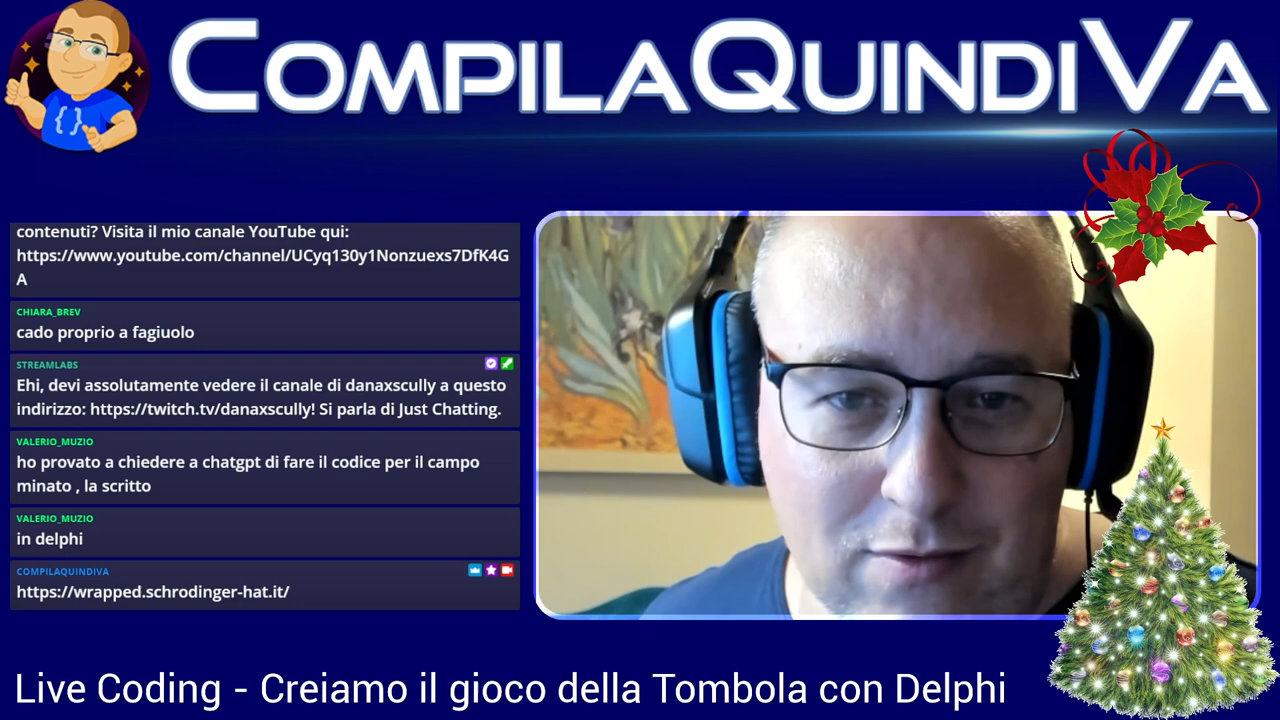 COMPILAQUINDIVA
{ }
contenuti? Visita il mio canale YouTube qui:
https://www.youtube.com/channel/UCyq130y1Nonzuexs7DfK4G
A
CHIARA_BREV
cado proprio a fagiuolo
STREAMLABS
Ehi, devi assolutamente vedere il canale di danaxscully a questo
indirizzo: https://twitch.tv/danaxscully! Si parla di Just Chatting.
VALERIO_MUZIO
ho provato a chiedere a chatgpt di fare il codice per il campo
minato , la scritto
VALERIO_MUZIO
in delphi
COMPILAQUINDIVA
https://wrapped.schrodinger-hat.it/
Live Coding - Creiamo il gioco della Tombola con Delphi